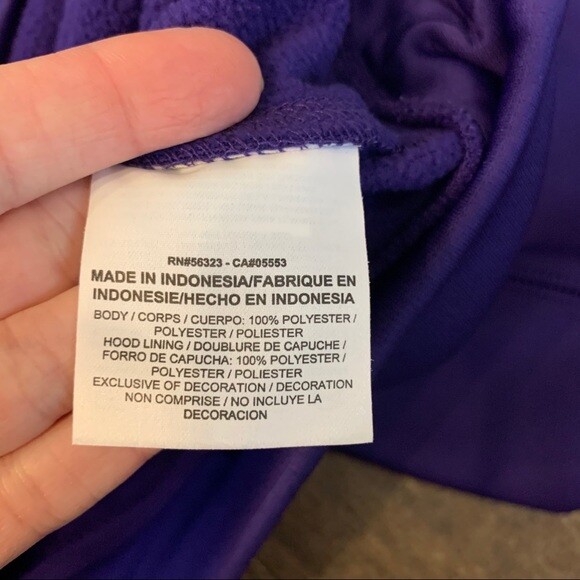 RN#56323 - CA#05553
MADE IN INDONESIA/FABRIQUE EN
INDONESIE/HECHO EN INDONESIA
BODY / CORPS / CUERPO: 100% POLYESTER /
POLYESTER / POLIESTER
HOOD LINING / DOUBLURE DE CAPUCHE /
FORRO DE CAPUCHA: 100% POLYESTER /
POLYESTER / POLIESTER
EXCLUSIVE OF DECORATION / DECORATION
NON COMPRISE / NO INCLUYE LA
DECORACION